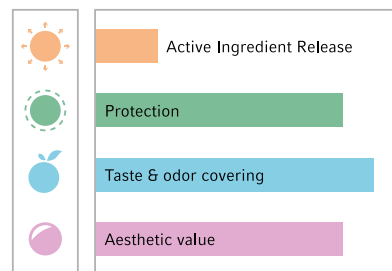 Active Ingredient Release
Protection
Taste & odor covering
Aesthetic value